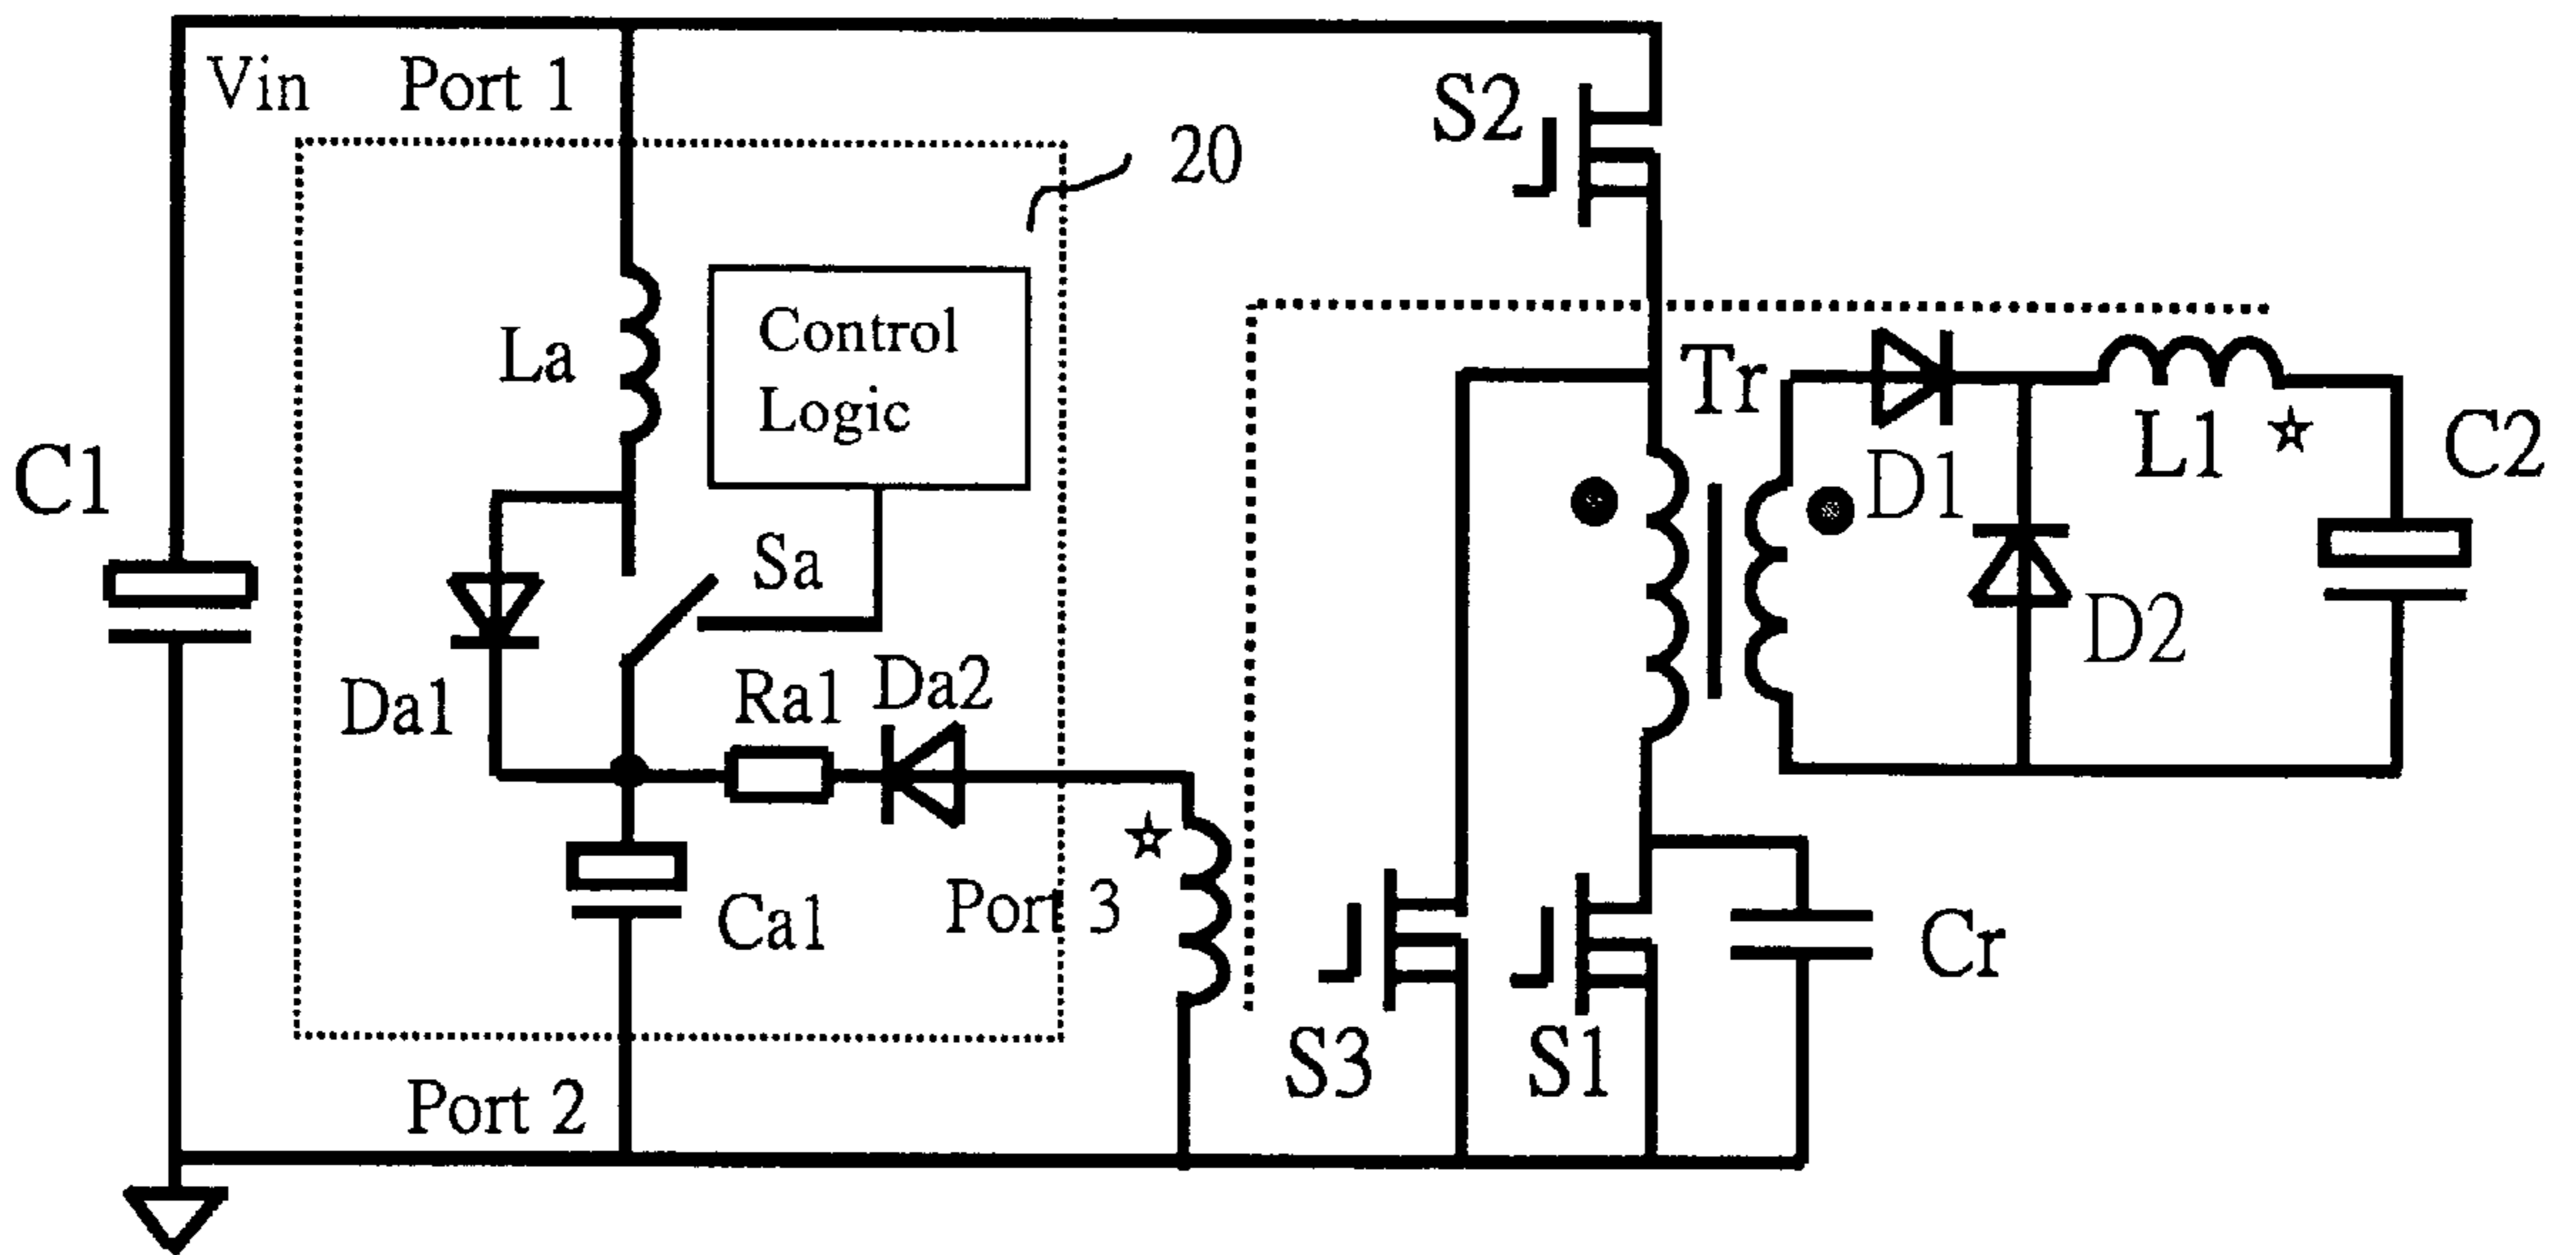 Vin
Port 1
S2
20
Control
Logic
La
Tr
C1
D1
L1
C2
Sa
D2
Da1
Ra1
Da2
Ca1
Port 3
Cr
S3
S1
Port 2